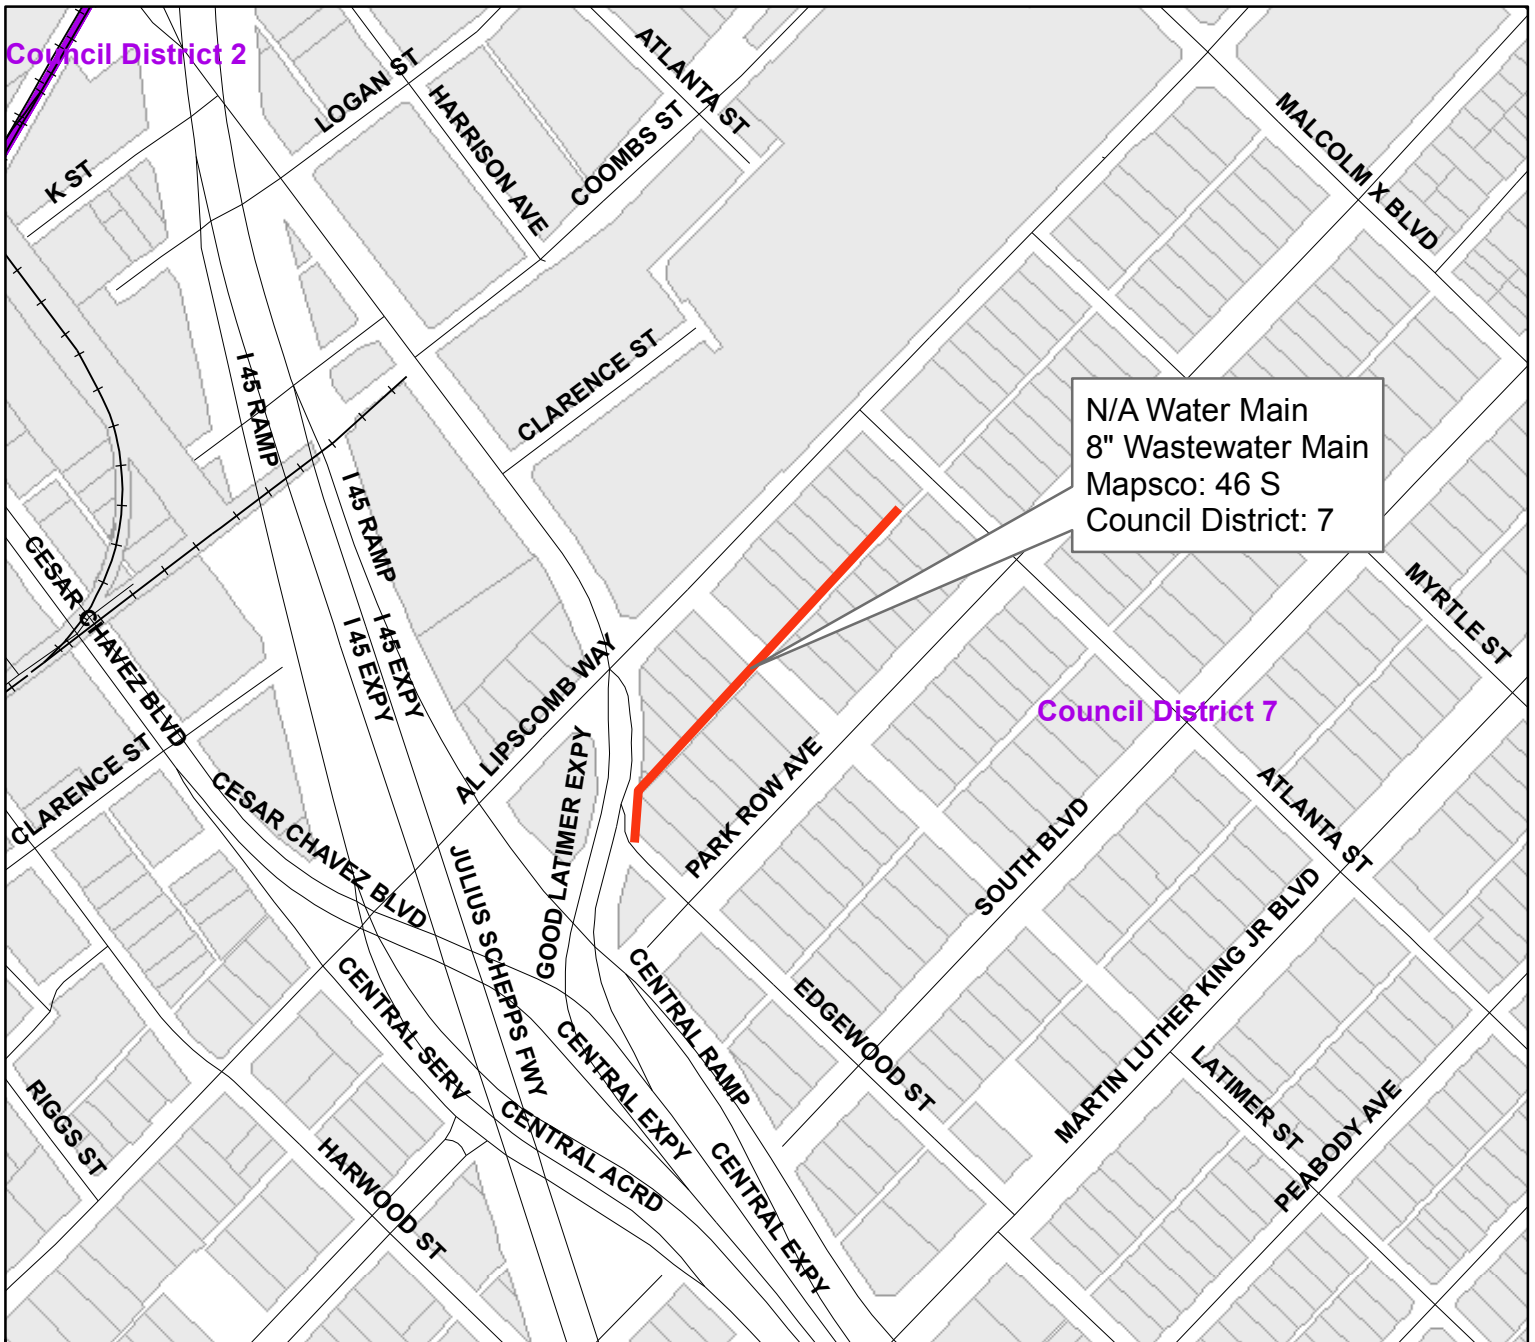 Council District 2
LOGAN ST
ATLANTA ST
HARRISON AVE
COOMBS ST
K ST
MALCOLM X BLVD
CLARENCE ST
I 45 RAMP
I 45 RAMP
N/A Water Main
8" Wastewater Main
Mapsco: 46 S
Council District: 7
CESAR CHAVEZ BLVD
I 45 EXPY
I 45 EXPY
AL LIPSCOMB WAY
MYRTLE ST
Council District 7
CLARENCE ST
CESAR CHAVEZ BLVD
GOOD LATIMER EXPY
PARK ROW AVE
SOUTH BLVD
ATLANTA ST
JULIUS SCHEPPS FWY
CENTRAL SERV
CENTRAL RAMP
EDGEWOOD ST
MARTIN LUTHER KING JR BLVD
LATIMER ST
PEABODY AVE
RIGGS ST
HARWOOD ST
CENTRAL ACRD
CENTRAL EXPY
CENTRAL EXPY